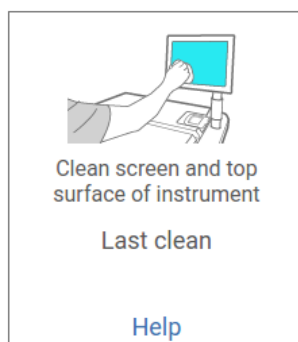 Clean screen and top
surface of instrument
Last clean
Help